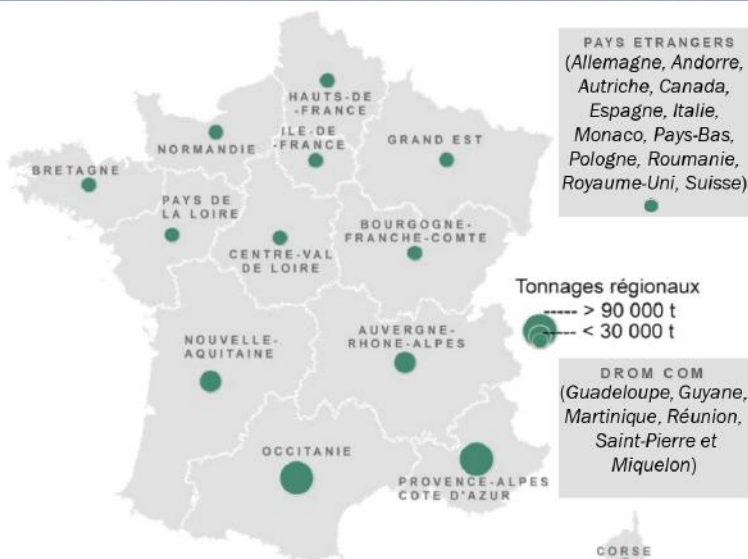 PAYS ETRANGERS
(Allemagne, Andorre,
Autriche, Canada,
Espagne, Italie,
Monaco, Pays-Bas,
Pologne, Roumanie,
Royaume-Uni, Suisse)
HAUTS-DE
-FRANCE
NORMANDIE
ILE-DE
-FRANCE
GRAND EST
BRETAGNE
PAYS DE
LA LOIRE
CENTRE-VAL
DE LOIRE
BOURGOGNE-
FRANCHE-COMTE
Tonnages régionaux
----- > 90 000 t
---- < 30 000 t
NOUVELLE-
AQUITAINE
AUVERGNE-
RHONE-ALPES
DROM COM
(Guadeloupe, Guyane,
Martinique, Réunion,
Saint-Pierre et
Miquelon)
OCCITANIE
PROVENCE-ALPES
COTE D'AZUR
CORSE